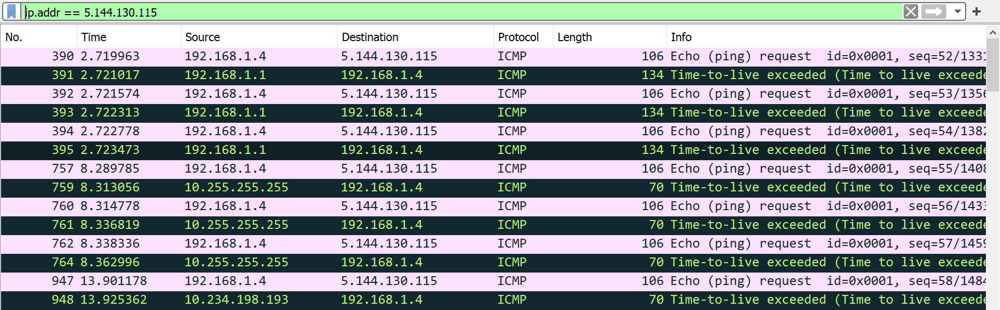 ip.addr == 5.144.130.115
No. Time Source Destination Protocol Length Info
390 2.719963 192.168.1.4 5.144.130.115 ICMP 106 Echo (ping) request id=0x0001, seq=52/1331
391 2.721017 192.168.1.1 192.168.1.4 ICMP 134 Time-to-live exceeded (Time to live exceede
392 2.721574 192.168.1.4 5.144.130.115 ICMP 106 Echo (ping) request id=0x0001, seq=53/1356
393 2.722313 192.168.1.1 192.168.1.4 ICMP 134 Time-to-live exceeded (Time to live exceede
394 2.722778 192.168.1.4 5.144.130.115 ICMP 106 Echo (ping) request id=0x0001, seq=54/1382
395 2.723473 192.168.1.1 192.168.1.4 ICMP 134 Time-to-live exceeded (Time to live exceede
757 8.289785 192.168.1.4 5.144.130.115 ICMP 106 Echo (ping) request id=0x0001, seq=55/1408
759 8.313056 10.255.255.255 192.168.1.4 ICMP 70 Time-to-live exceeded (Time to live exceede
760 8.314778 192.168.1.4 5.144.130.115 ICMP 106 Echo (ping) request id=0x0001, seq=56/1433
761 8.336819 10.255.255.255 192.168.1.4 ICMP 70 Time-to-live exceeded (Time to live exceede
762 8.338336 192.168.1.4 5.144.130.115 ICMP 106 Echo (ping) request id=0x0001, seq=57/1459
764 8.362996 10.255.255.255 192.168.1.4 ICMP 70 Time-to-live exceeded (Time to live exceede
947 13.901178 192.168.1.4 5.144.130.115 ICMP 106 Echo (ping) request id=0x0001, seq=58/1484
948 13.925362 10.234.198.193 192.168.1.4 ICMP 70 Time-to-live exceeded (Time to live exceede